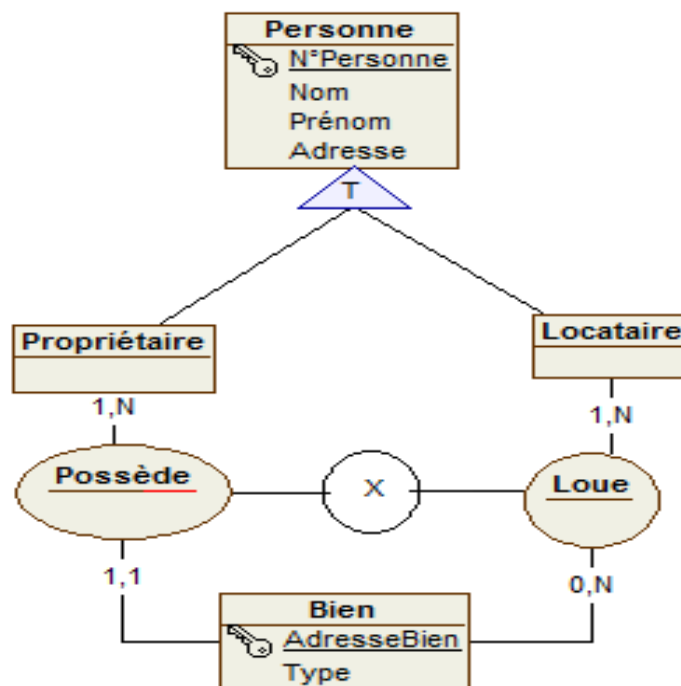 Personne
N°Personne
Nom
Prénom
Adresse
T
Propriétaire
Locataire
1,N
1,N
Possède
X
Loue
1,1
0,N
Bien
AdresseBien
Type